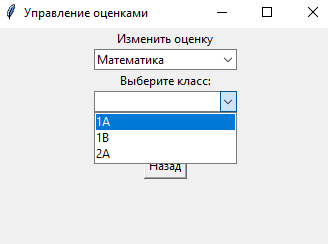 Управление оценками
Изменить оценку
Математика
Выберите класс:
1А
1В
2А
Назад